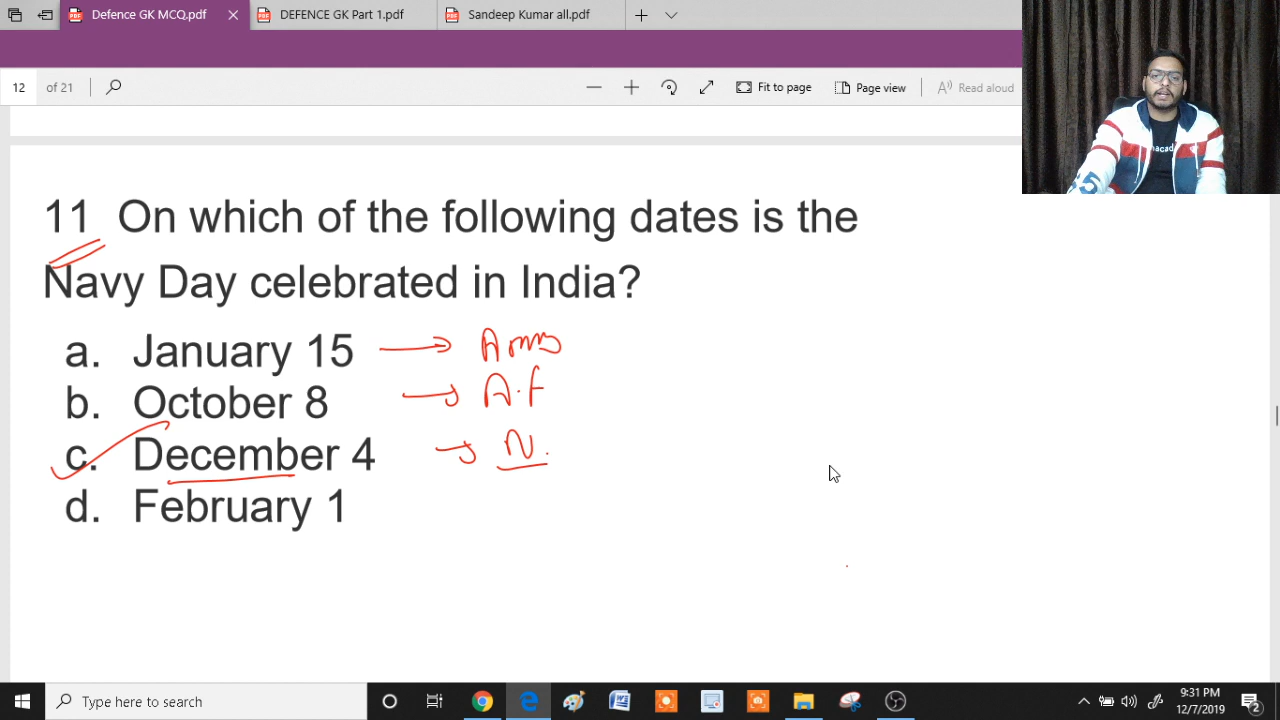 Defence GK MCQ.pdf
DEFENCE GK Part 1.pdf
Sandeep Kumar all.pdf
12 of 21
Fit to page
Page view
Read aloud
11 On which of the following dates is the
Navy Day celebrated in India?
a. January 15 → Army
b. October 8 → A.F
c. December 4 → N.
d. February 1
Type here to search
9:31 PM
12/7/2019
2